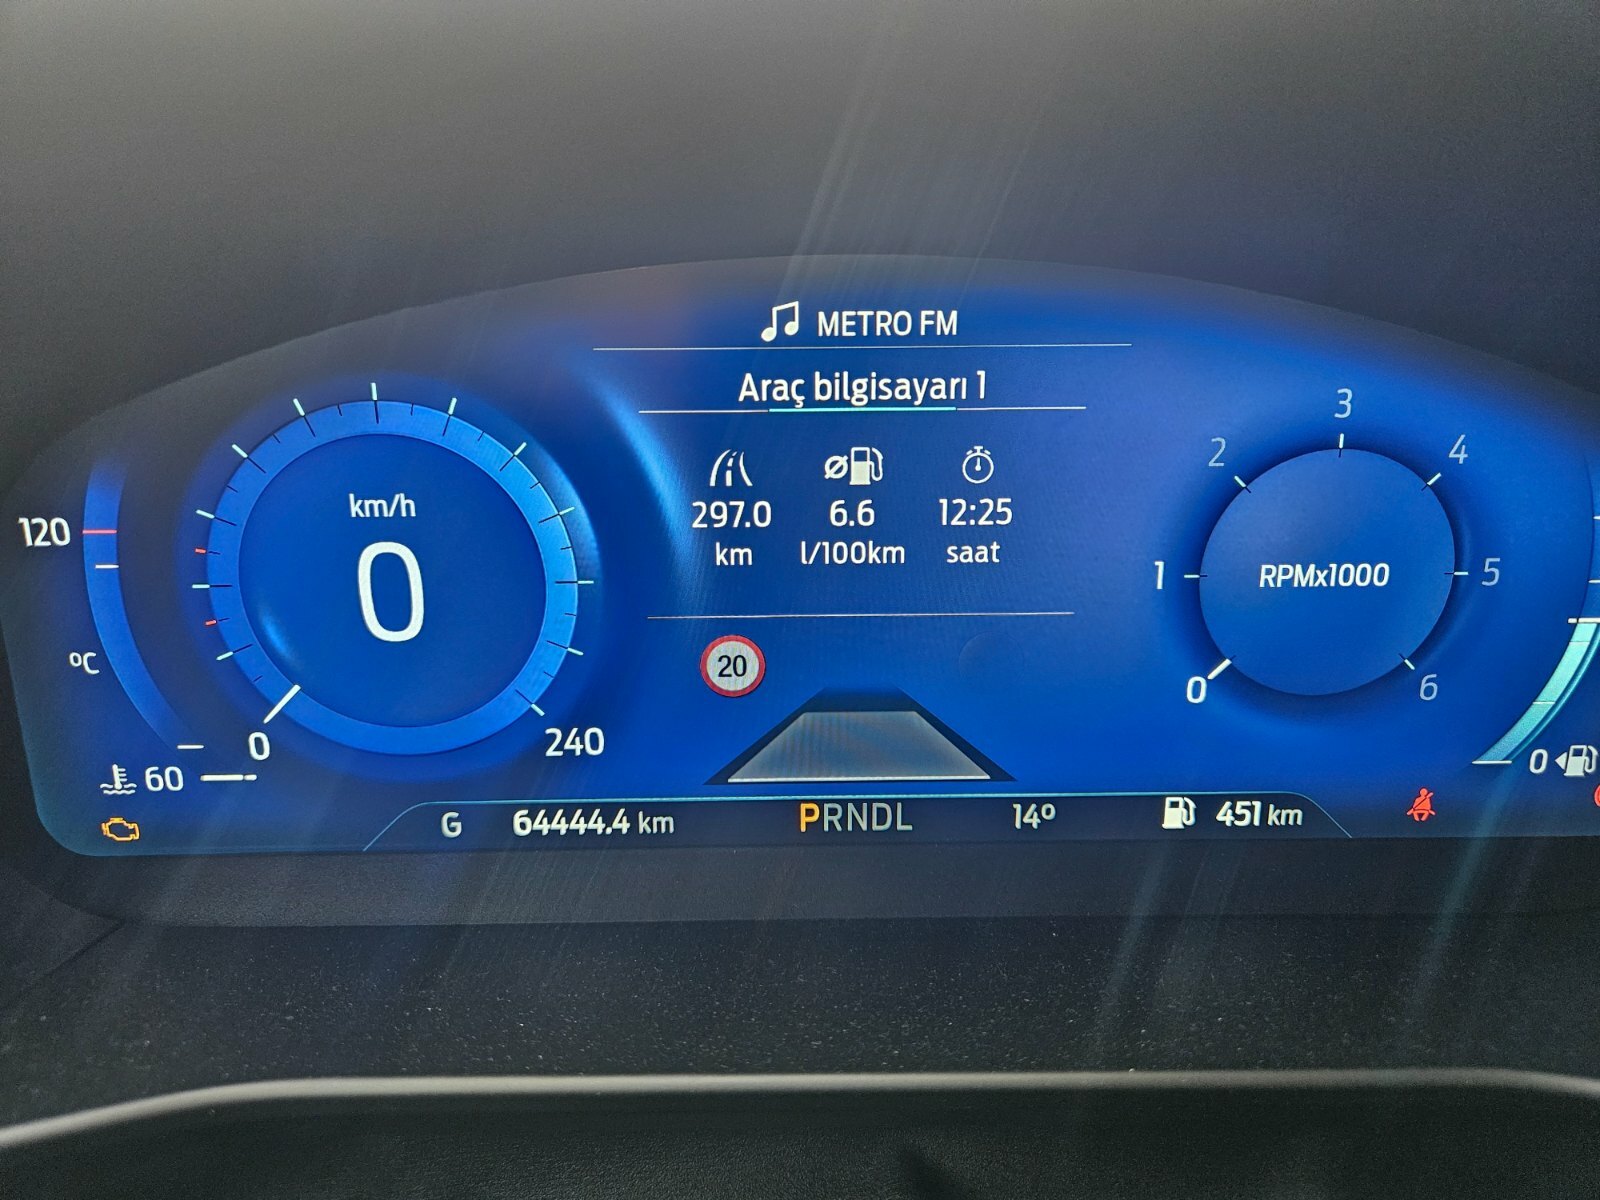 METRO FM
Araç bilgisayarı 1
297.0 6.6 12:25
km l/100km saat
120
°C
60
km/h
0
0
240
20
3
2 4
1 RPMx1000 5
0 6
0
G 64444.4 km PRNDL 14° 451 km